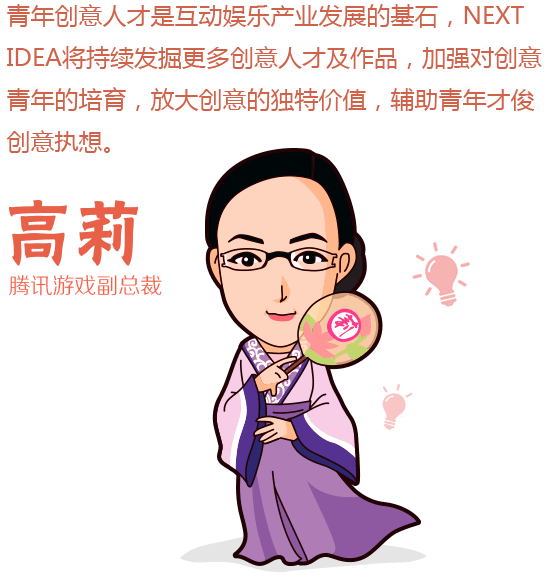 青年创意人才是互动娱乐产业发展的基石，NEXT
IDEA将持续发掘更多创意人才及作品，加强对创意
青年的培育，放大创意的独特价值，辅助青年才俊
创意执想。
高莉
腾讯游戏副总裁
莉